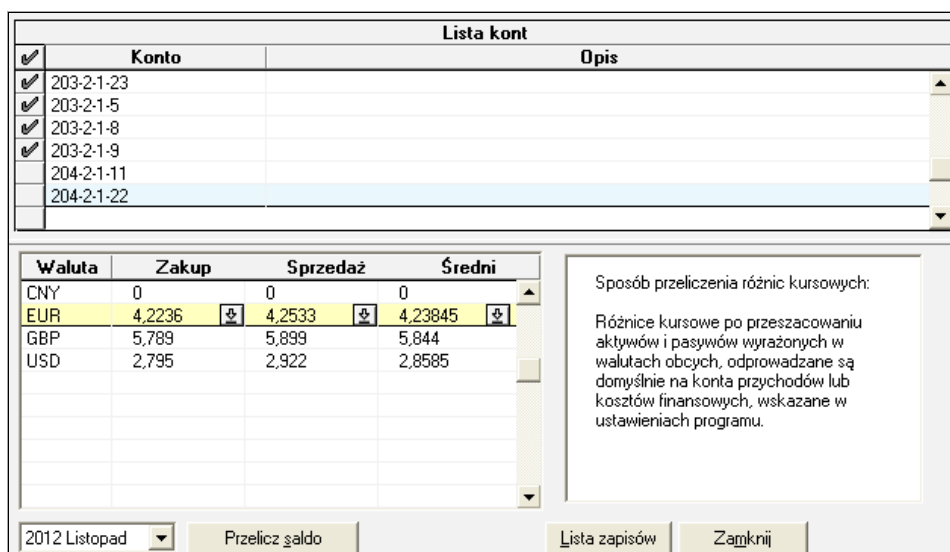 Lista kont
Konto Opis
203-2-1-23
203-2-1-5
203-2-1-8
203-2-1-9
204-2-1-11
204-2-1-22
Waluta Zakup Sprzedaż Średni
CNY 0 0 0
EUR 4,2236 4,2533 4,23845
GBP 5,789 5,899 5,844
USD 2,795 2,922 2,8585
Sposób przeliczenia różnic kursowych:
Różnice kursowe po przeszacowaniu
aktywów i pasywów wyrażonych w
walutach obcych, odprowadzane są
domyślnie na konta przychodów lub
kosztów finansowych, wskazane w
ustawieniach programu.
2012 Listopad Przelicz saldo Lista zapisów Zamknij